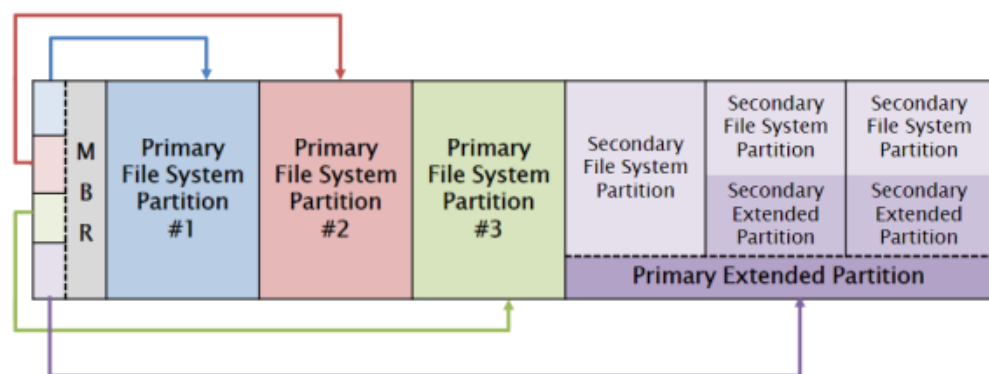 M
B
R
Primary
File System
Partition
#1
Primary
File System
Partition
#2
Primary
File System
Partition
#3
Secondary
File System
Partition
Secondary
File System
Partition
Secondary
Extended
Partition
Secondary
File System
Partition
Secondary
Extended
Partition
Primary Extended Partition